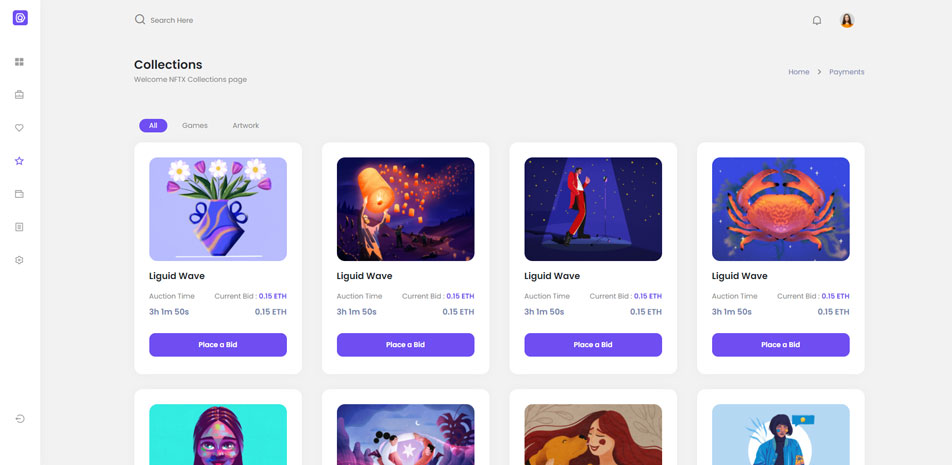 Search Here
Collections
Welcome NFTX Collections page
Home > Payments
All Games Artwork
Liguid Wave Liguid Wave Liguid Wave Liguid Wave
Auction Time Current Bid : 0.15 ETH Auction Time Current Bid : 0.15 ETH Auction Time Current Bid : 0.15 ETH Auction Time Current Bid : 0.15 ETH
3h 1m 50s 0.15 ETH 3h 1m 50s 0.15 ETH 3h 1m 50s 0.15 ETH 3h 1m 50s 0.15 ETH
Place a Bid Place a Bid Place a Bid Place a Bid